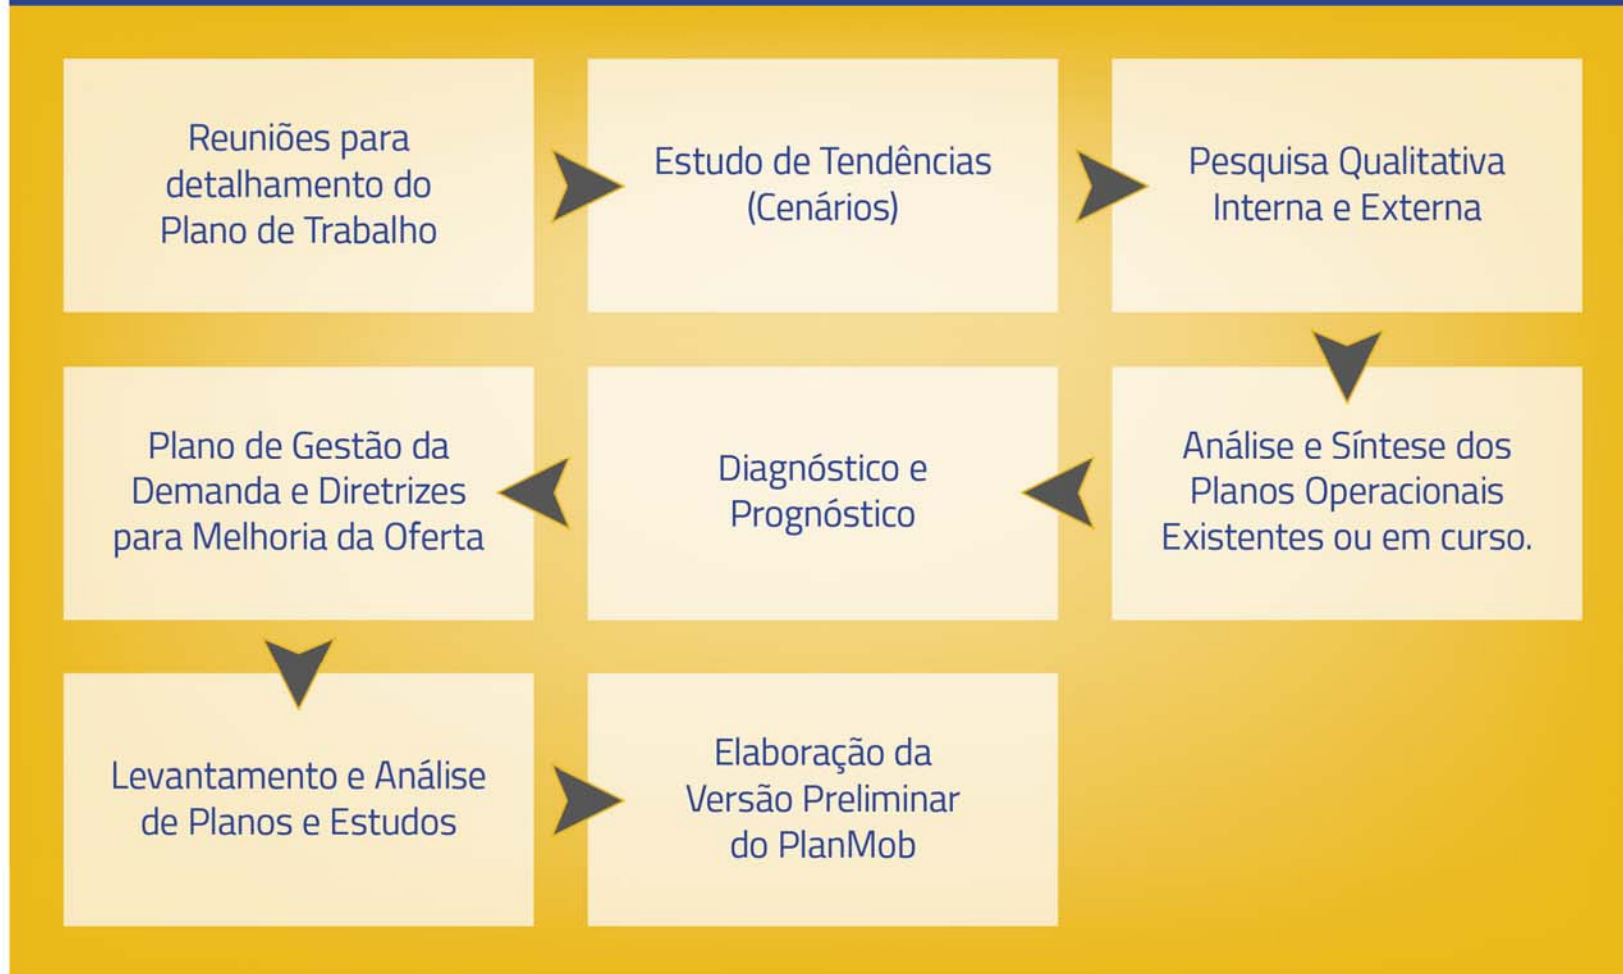 Reuniões para
detalhamento do
Plano de Trabalho
Estudo de Tendências
(Cenários)
Pesquisa Qualitativa
Interna e Externa
Análise e Síntese dos
Planos Operacionais
Existentes ou em curso.
Diagnóstico e
Prognóstico
Plano de Gestão da
Demanda e Diretrizes
para Melhoria da Oferta
Levantamento e Análise
de Planos e Estudos
Elaboração da
Versão Preliminar
do PlanMob